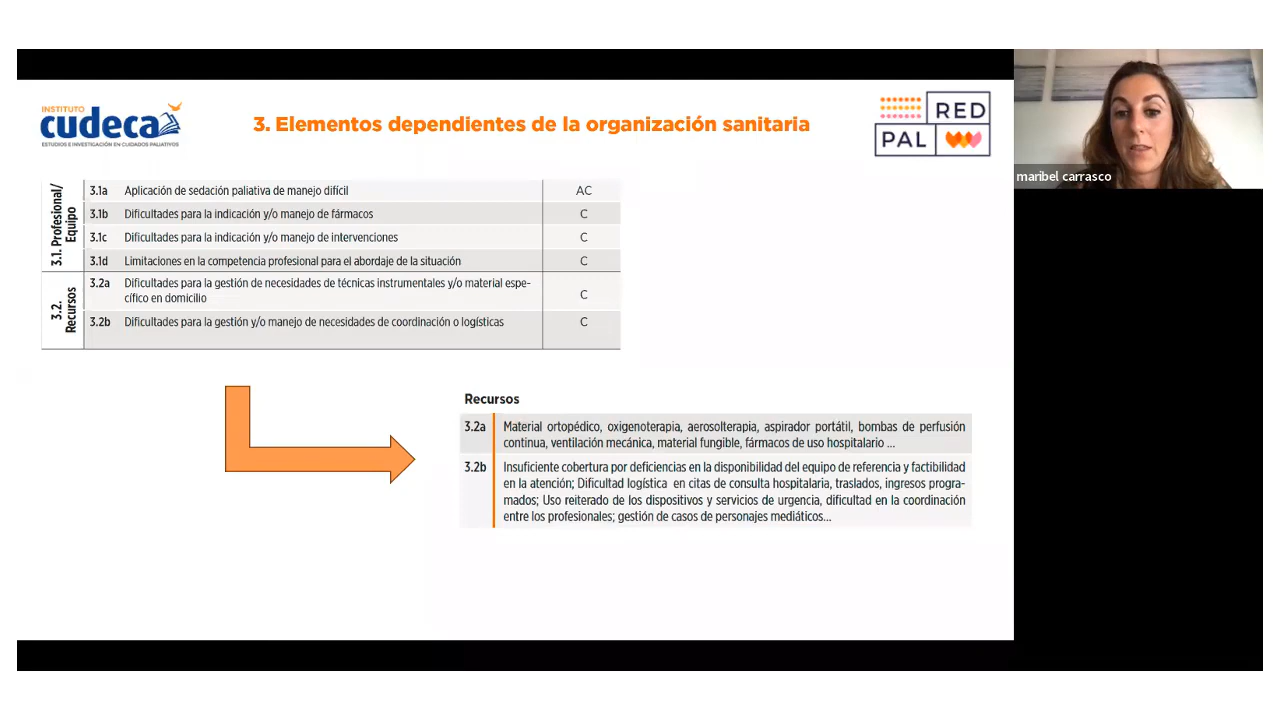 INSTITUTO
cudeca
ESTUDIOS E INVESTIGACIÓN EN CUIDADOS PALIATIVOS
3. Elementos dependientes de la organización sanitaria
RED
PAL
maribel carrasco
3.1. Profesional/
Equipo
3.1a Aplicación de sedación paliativa de manejo difícil AC
3.1b Dificultades para la indicación y/o manejo de fármacos C
3.1c Dificultades para la indicación y/o manejo de intervenciones C
3.1d Limitaciones en la competencia profesional para el abordaje de la situación C
3.2.
Recursos
3.2a Dificultades para la gestión de necesidades de técnicas instrumentales y/o material espe-
cífico en domicilio C
3.2b Dificultades para la gestión y/o manejo de necesidades de coordinación o logísticas C
Recursos
3.2a Material ortopédico, oxigenoterapia, aerosolterapia, aspirador portátil, bombas de perfusión
continua, ventilación mecánica, material fungible, fármacos de uso hospitalario ...
3.2b Insuficiente cobertura por deficiencias en la disponibilidad del equipo de referencia y factibilidad
en la atención; Dificultad logística en citas de consulta hospitalaria, traslados, ingresos progra-
mados; Uso reiterado de los dispositivos y servicios de urgencia, dificultad en la coordinación
entre los profesionales; gestión de casos de personajes mediáticos...